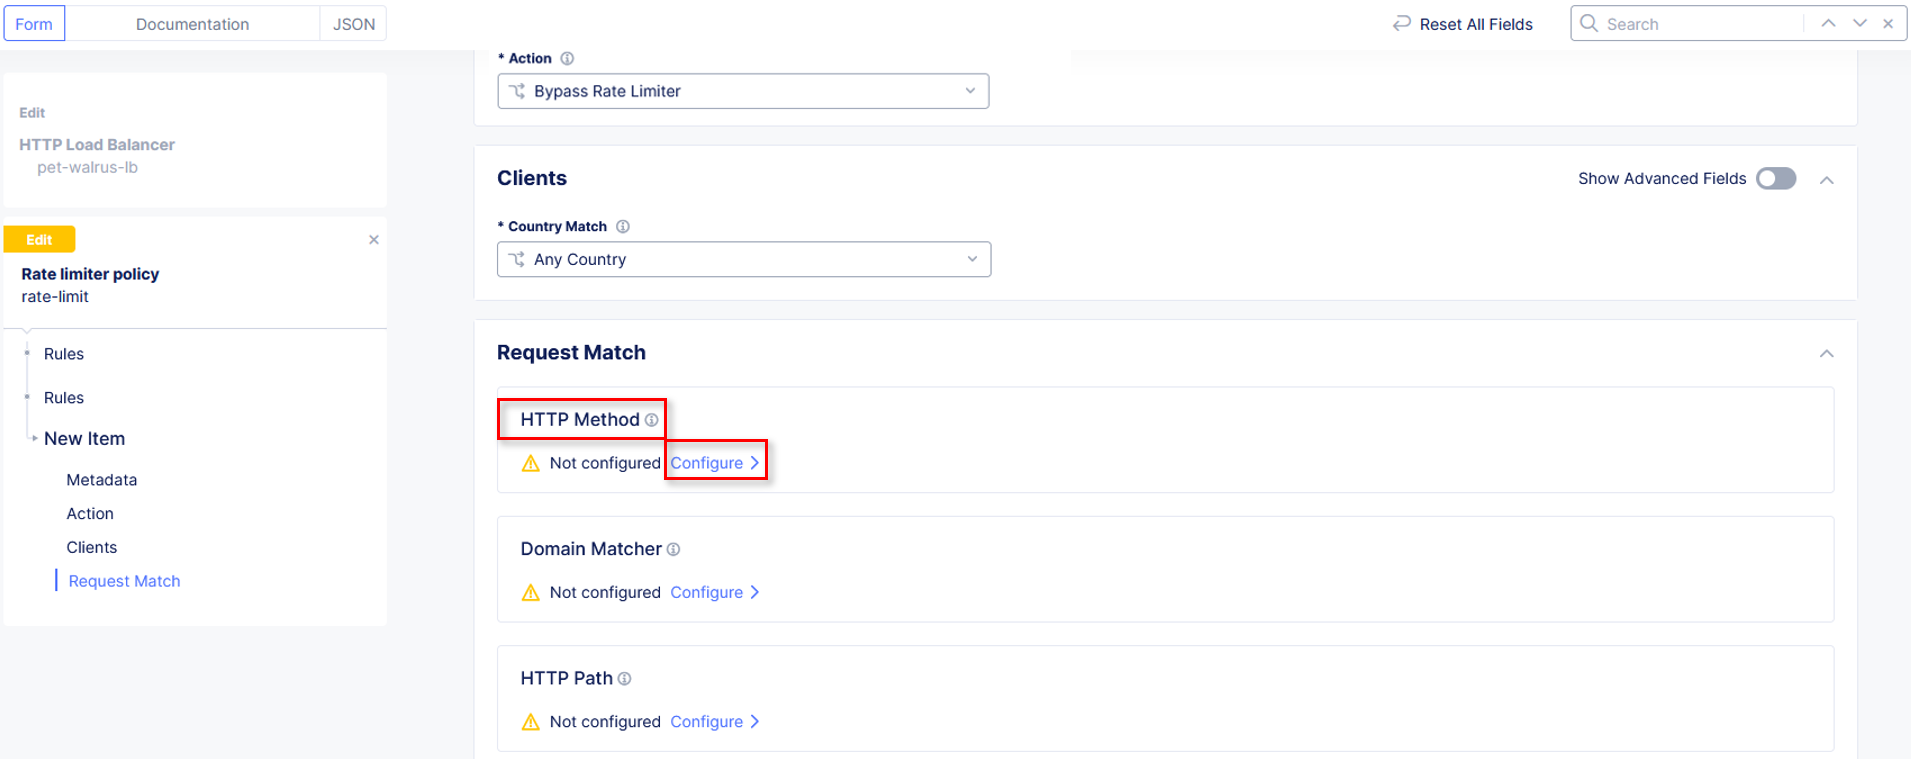 Form
Documentation
JSON
Reset All Fields
Search
Edit
HTTP Load Balancer
pet-walrus-lb
Edit
Rate limiter policy
rate-limit
Rules
Rules
New Item
Metadata
Action
Clients
Request Match
* Action
Bypass Rate Limiter
Clients
Show Advanced Fields
* Country Match
Any Country
Request Match
HTTP Method
Not configured Configure
Domain Matcher
Not configured Configure
HTTP Path
Not configured Configure